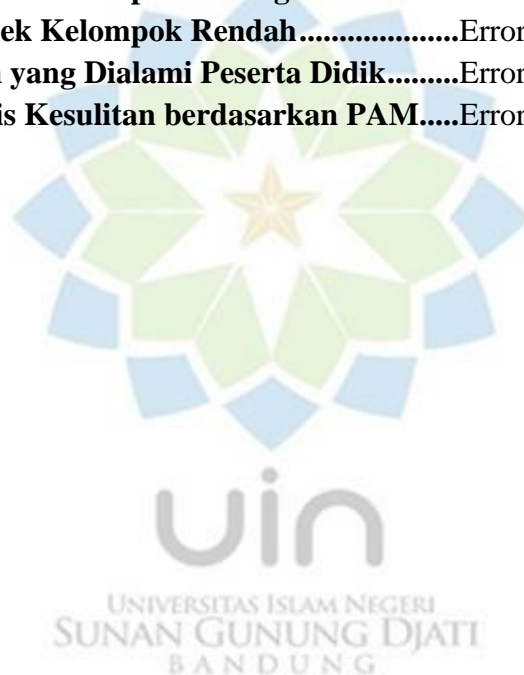 ek Kelompok Rendah....................Error
yang Dialami Peserta Didik.........Error
is Kesulitan berdasarkan PAM.....Error
uin
UNIVERSITAS ISLAM NEGERI
SUNAN GUNUNG DJATI
BANDUNG